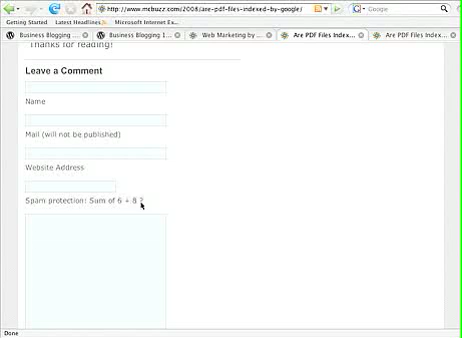 http://www.mcbuzz.com/2008/are-pdf-files-indexed-by-google/
Google
Getting Started Latest Headlines Microsoft Internet Ex...
Business Blogging ... Business Blogging 1... Web Marketing by ... Are PDF Files Index... Are PDF Files Index...
Thanks for reading!
Leave a Comment
Name
Mail (will not be published)
Website Address
Spam protection: Sum of 6 + 8 ?
Done